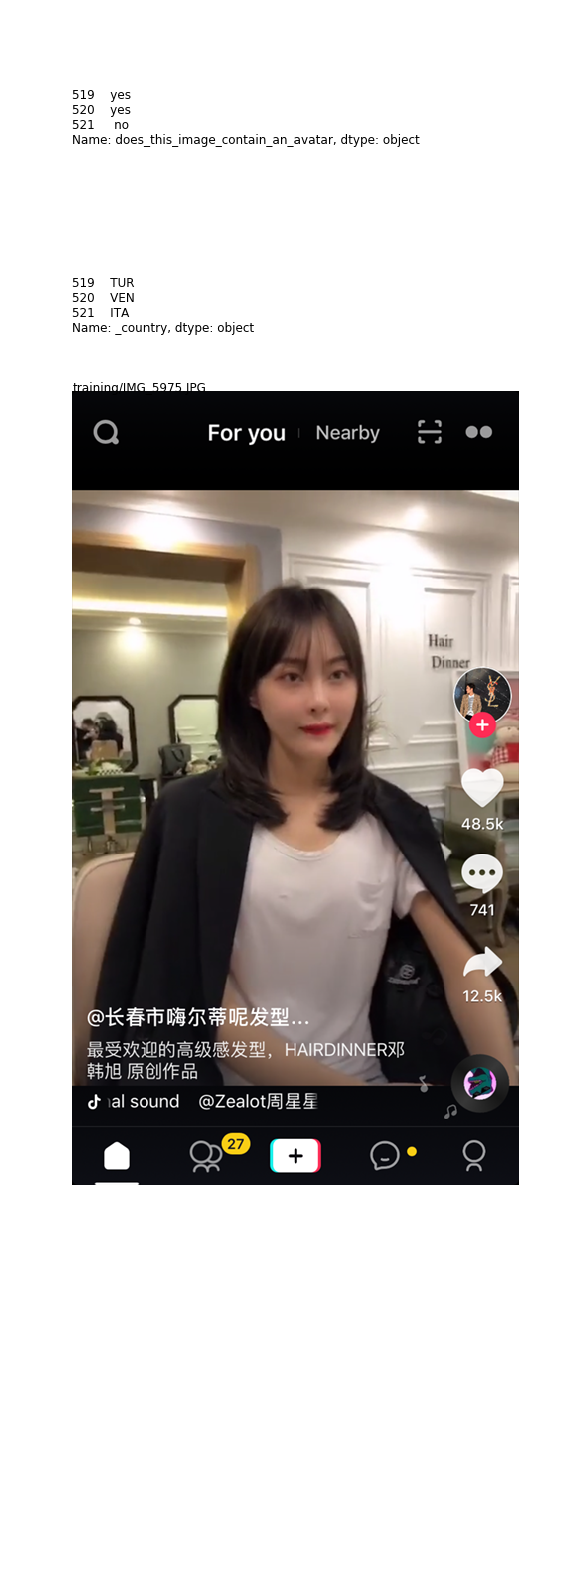 519 yes
520 yes
521 no
Name: does_this_image_contain_an_avatar, dtype: object
519 TUR
520 VEN
521 ITA
Name: _country, dtype: object
training/IMG_5975.JPG
For you
Nearby
Hair
Dinner
48.5k
741
12.5k
@长春市嗨尔蒂呢发型...
最受欢迎的高级感发型，HAIRDINNER邓
韩旭 原创作品
nal sound @Zealot周星星
27